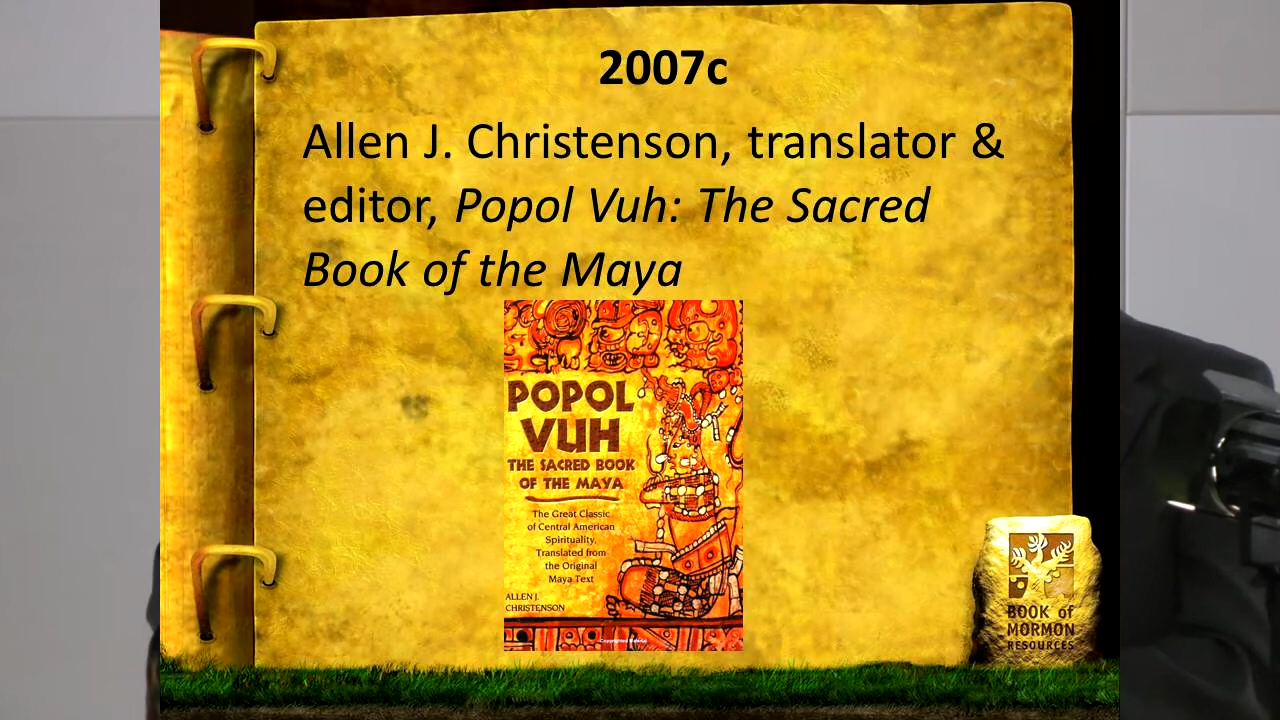 2007c
Allen J. Christenson, translator &
editor, Popol Vuh: The Sacred
Book of the Maya
POPOL
VUH
THE SACRED BOOK
OF THE MAYA
The Great Classic
of Central American
Spirituality,
Translated from
the Original
Maya Text
ALLEN J.
CHRISTENSON
Copyrighted Material
BOOK of
MORMON
RESOURCES